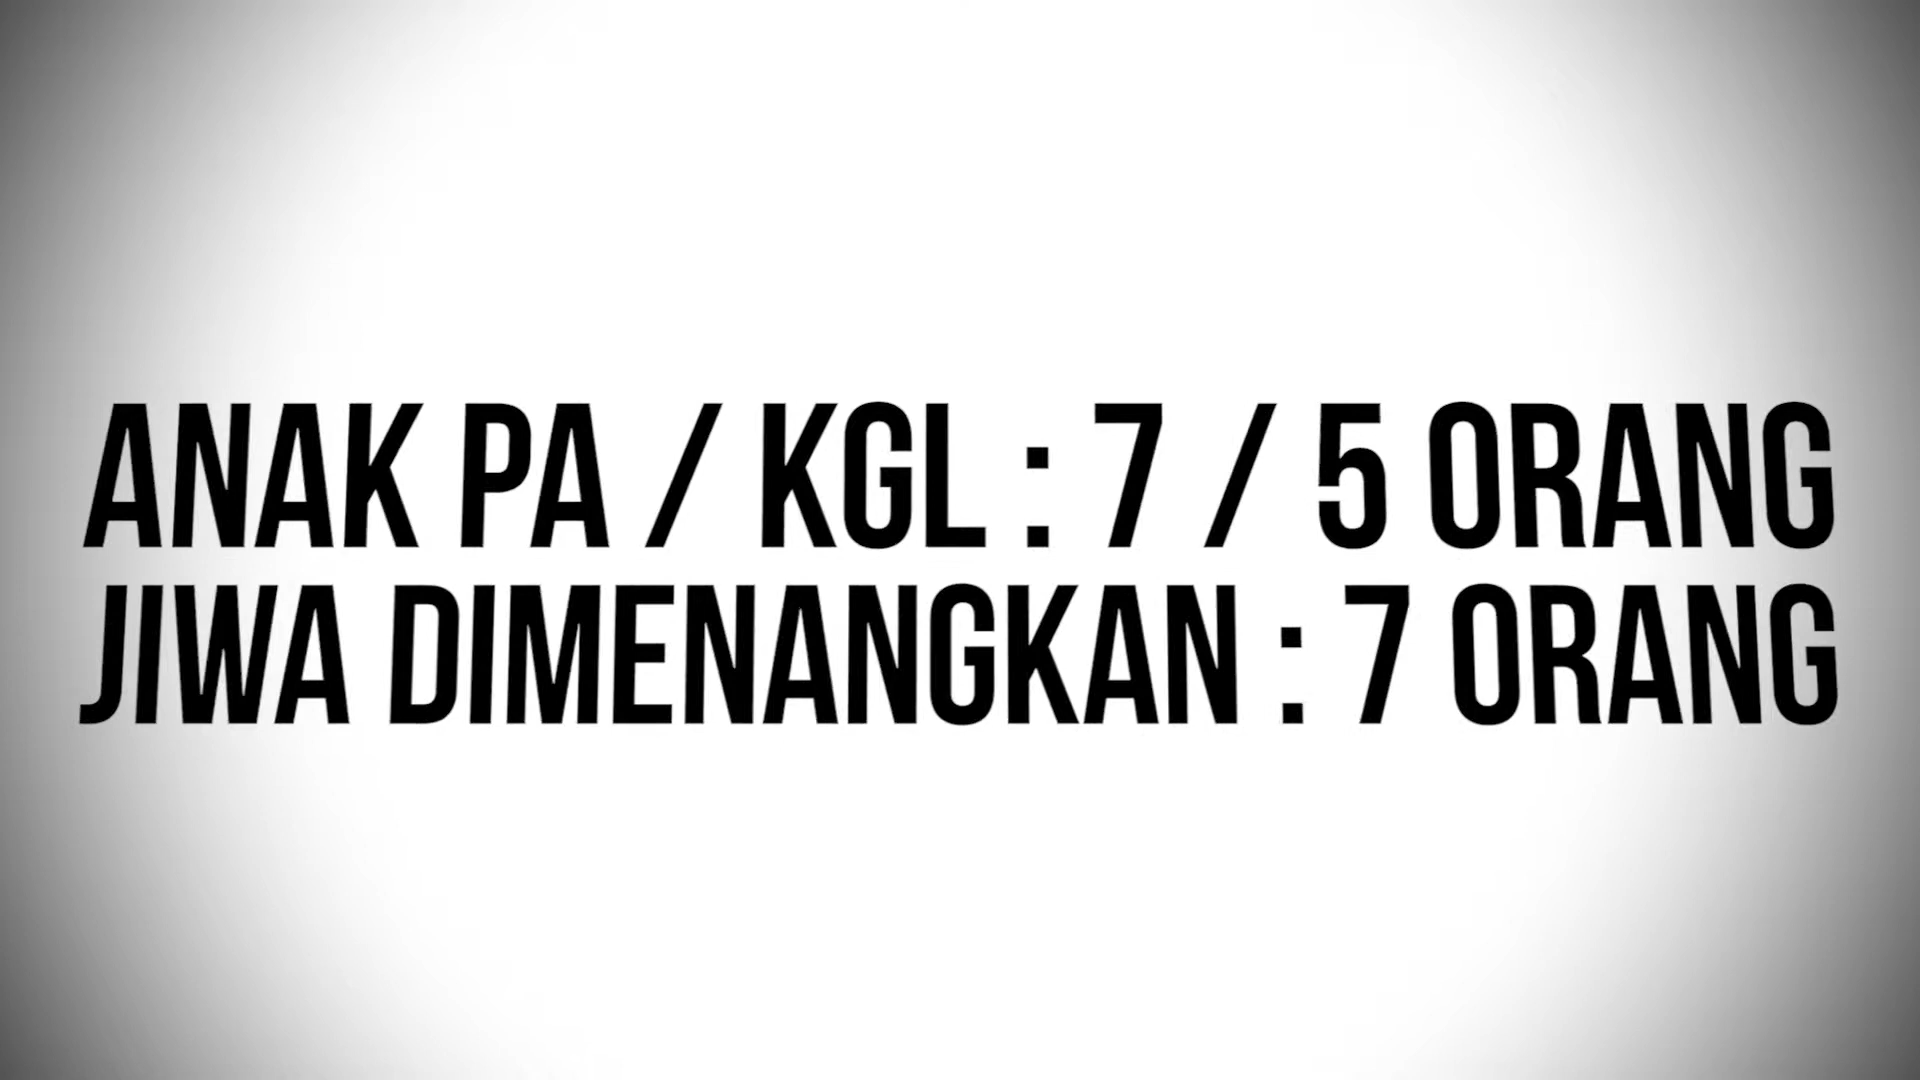 ANAK PA / KGL : 7 / 5 ORANG
JIWA DIMENANGKAN : 7 ORANG